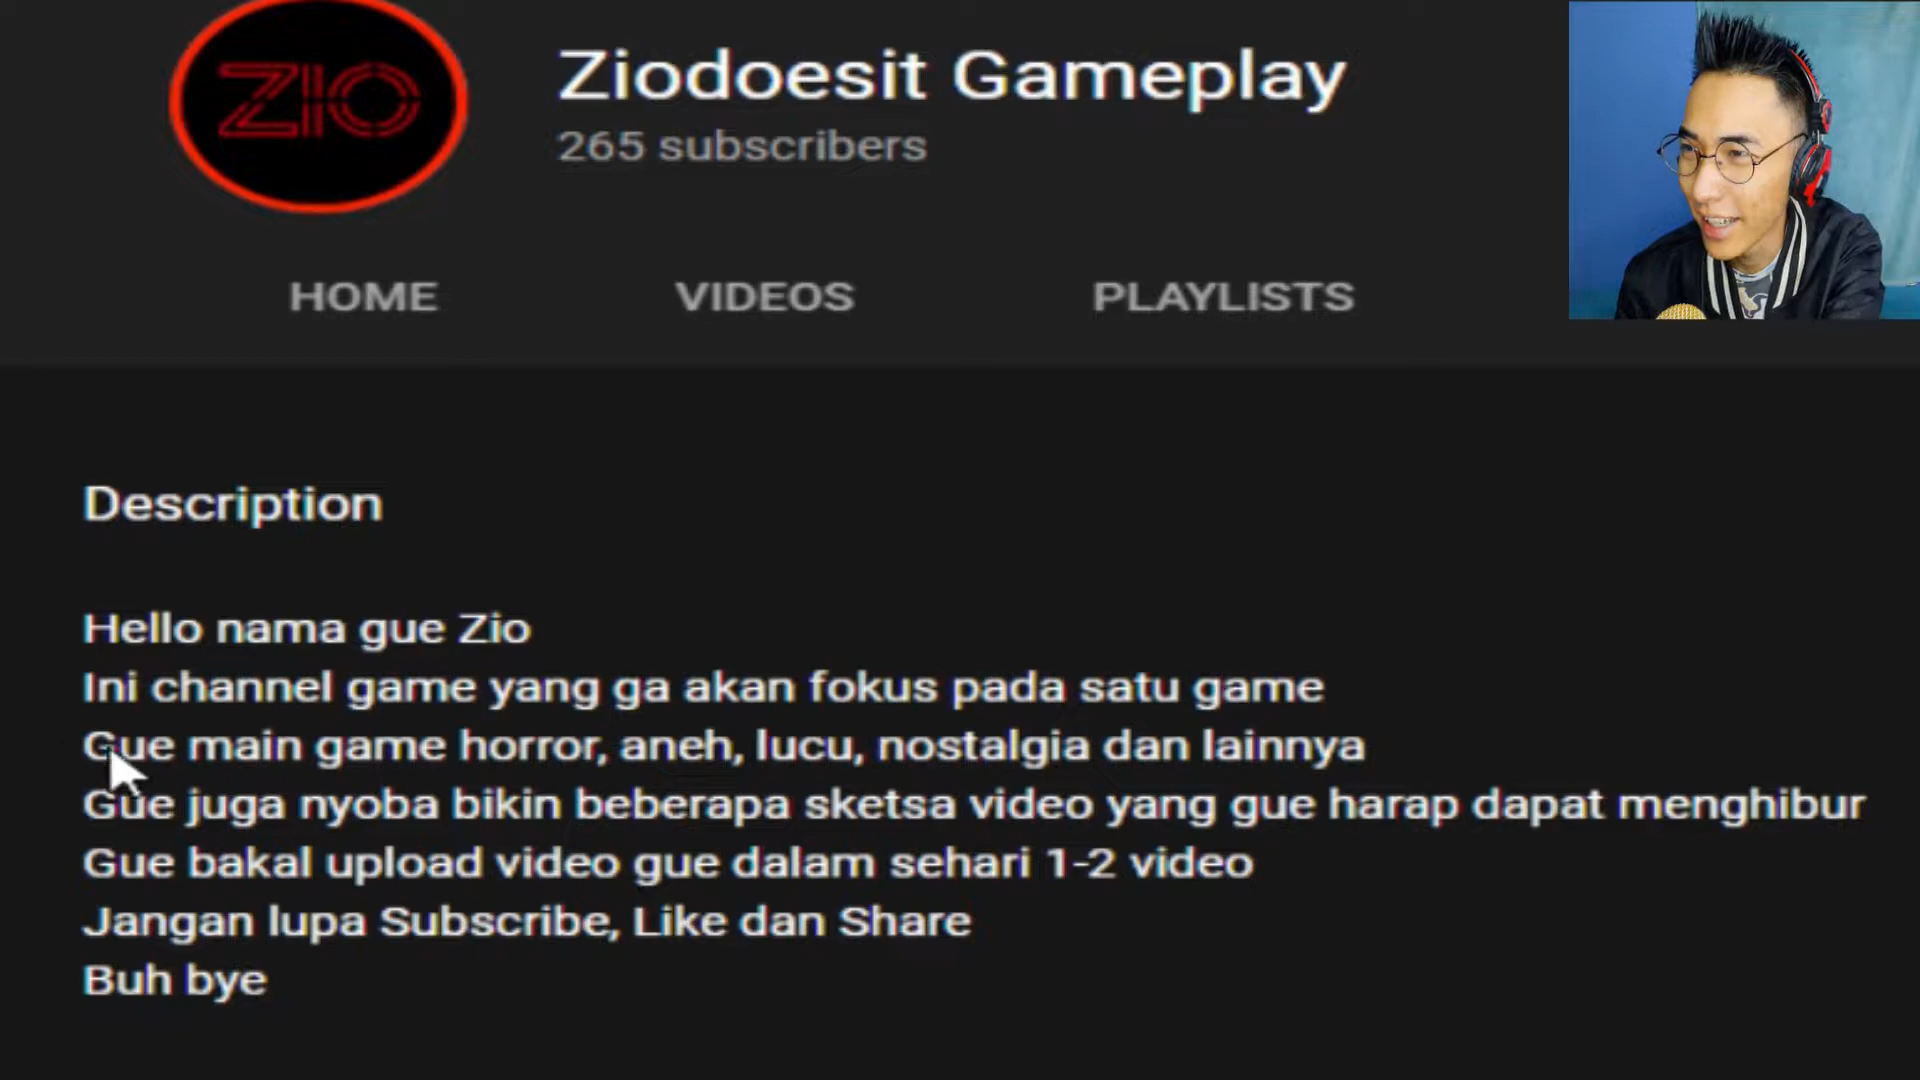 ZIO
Ziodoesit Gameplay
265 subscribers
HOME
VIDEOS
PLAYLISTS
Description
Hello nama gue Zio
Ini channel game yang ga akan fokus pada satu game
Gue main game horror, aneh, lucu, nostalgia dan lainnya
Gue juga nyoba bikin beberapa sketsa video yang gue harap dapat menghibur
Gue bakal upload video gue dalam sehari 1-2 video
Jangan lupa Subscribe, Like dan Share
Buh bye